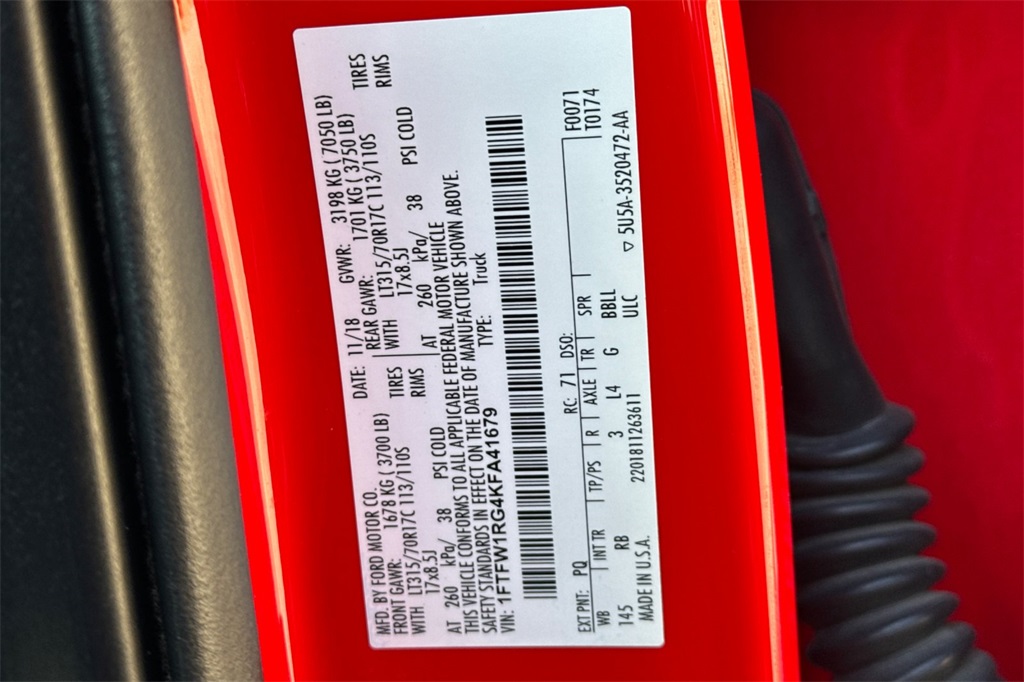 MFD. BY FORD MOTOR CO. DATE: 11/18 GVWR: 3198 KG ( 7050 LB)
FRONT GAWR: 1678 KG ( 3700 LB) REAR GAWR: 1701 KG ( 3750 LB)
WITH LT315/70R17C 113/110S TIRES WITH LT315/70R17C 113/110S TIRES
17x8.5J RIMS 17x8.5J RIMS
AT 260 kPa/ 38 PSI COLD AT 260 kPa/ 38 PSI COLD
THIS VEHICLE CONFORMS TO ALL APPLICABLE FEDERAL MOTOR VEHICLE
SAFETY STANDARDS IN EFFECT ON THE DATE OF MANUFACTURE SHOWN ABOVE.
VIN: 1FTFW1RG4KFA41679 TYPE: Truck
F0071
EXT PNT: PQ RC: 71 DSO: T0174
WB INT TR TP/PS R AXLE TR SPR
145 RB 3 L4 G BBLL
2201811263611 ULC
MADE IN U.S.A. ▽ 5U5A-3520472-AA